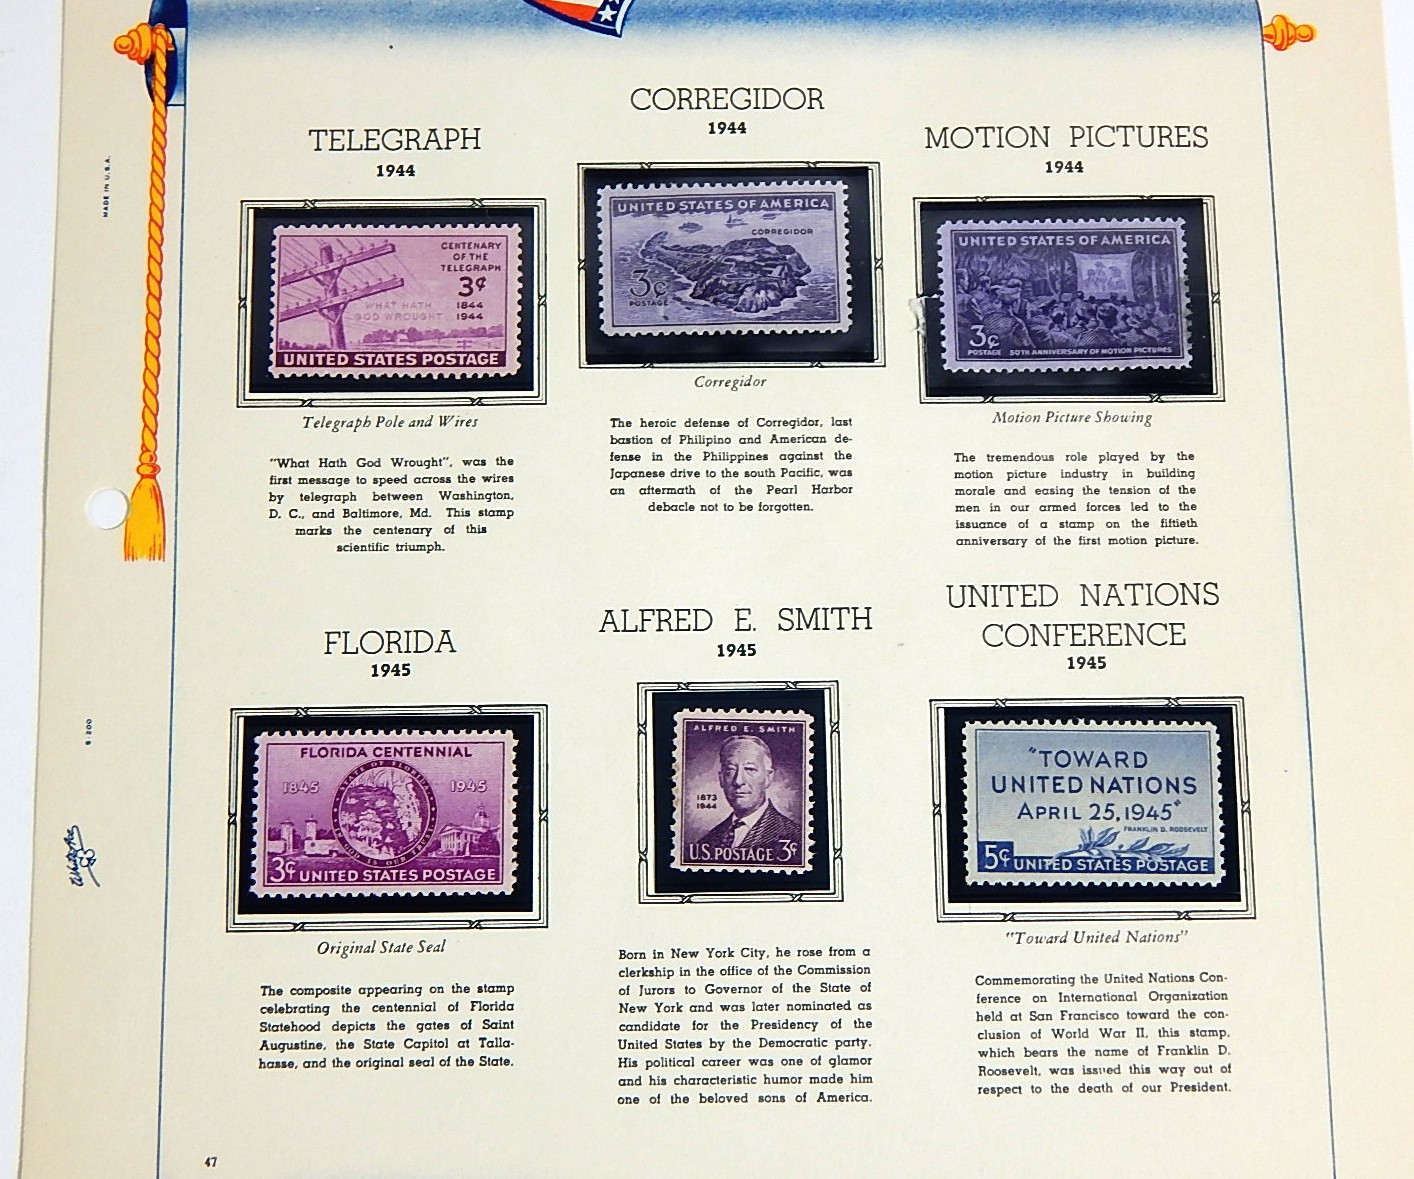 CORREGIDOR
1944
TELEGRAPH
1944
MOTION PICTURES
1944
MADE IN U.S.A.
CENTENARY
OF THE
TELEGRAPH
3¢
WHAT HATH
GOD WROUGHT
1844
1944
UNITED STATES POSTAGE
UNITED STATES OF AMERICA
CORREGIDOR
3¢
POSTAGE
UNITED STATES OF AMERICA
3¢
POSTAGE 50TH ANNIVERSARY OF MOTION PICTURES
Telegraph Pole and Wires
"What Hath God Wrought", was the
first message to speed across the wires
by telegraph between Washington,
D. C., and Baltimore, Md. This stamp
marks the centenary of this
scientific triumph.
Corregidor
The heroic defense of Corregidor, last
bastion of Philipino and American de-
fense in the Philippines against the
Japanese drive to the south Pacific, was
an aftermath of the Pearl Harbor
debacle not to be forgotten.
Motion Picture Showing
The tremendous role played by the
motion picture industry in building
morale and easing the tension of the
men in our armed forces led to the
issuance of a stamp on the fiftieth
anniversary of the first motion picture.
FLORIDA
1945
ALFRED E. SMITH
1945
UNITED NATIONS
CONFERENCE
1945
FLORIDA CENTENNIAL
1845
1945
STATE OF FLORIDA
IN GOD IS OUR TRUST
3¢ UNITED STATES POSTAGE
ALFRED E. SMITH
1873
1944
U.S. POSTAGE 3¢
"TOWARD
UNITED NATIONS
APRIL 25, 1945"
FRANKLIN D. ROOSEVELT
5¢ UNITED STATES POSTAGE
Original State Seal
The composite appearing on the stamp
celebrating the centennial of Florida
Statehood depicts the gates of Saint
Augustine, the State Capitol at Talla-
hasse, and the original seal of the State.
Born in New York City, he rose from a
clerkship in the office of the Commission
of Jurors to Governor of the State of
New York and was later nominated as
candidate for the Presidency of the
United States by the Democratic party.
His political career was one of glamor
and his characteristic humor made him
one of the beloved sons of America.
"Toward United Nations"
Commemorating the United Nations Con-
ference on International Organization
held at San Francisco toward the con-
clusion of World War II, this stamp,
which bears the name of Franklin D.
Roosevelt, was issued this way out of
respect to the death of our President.
47